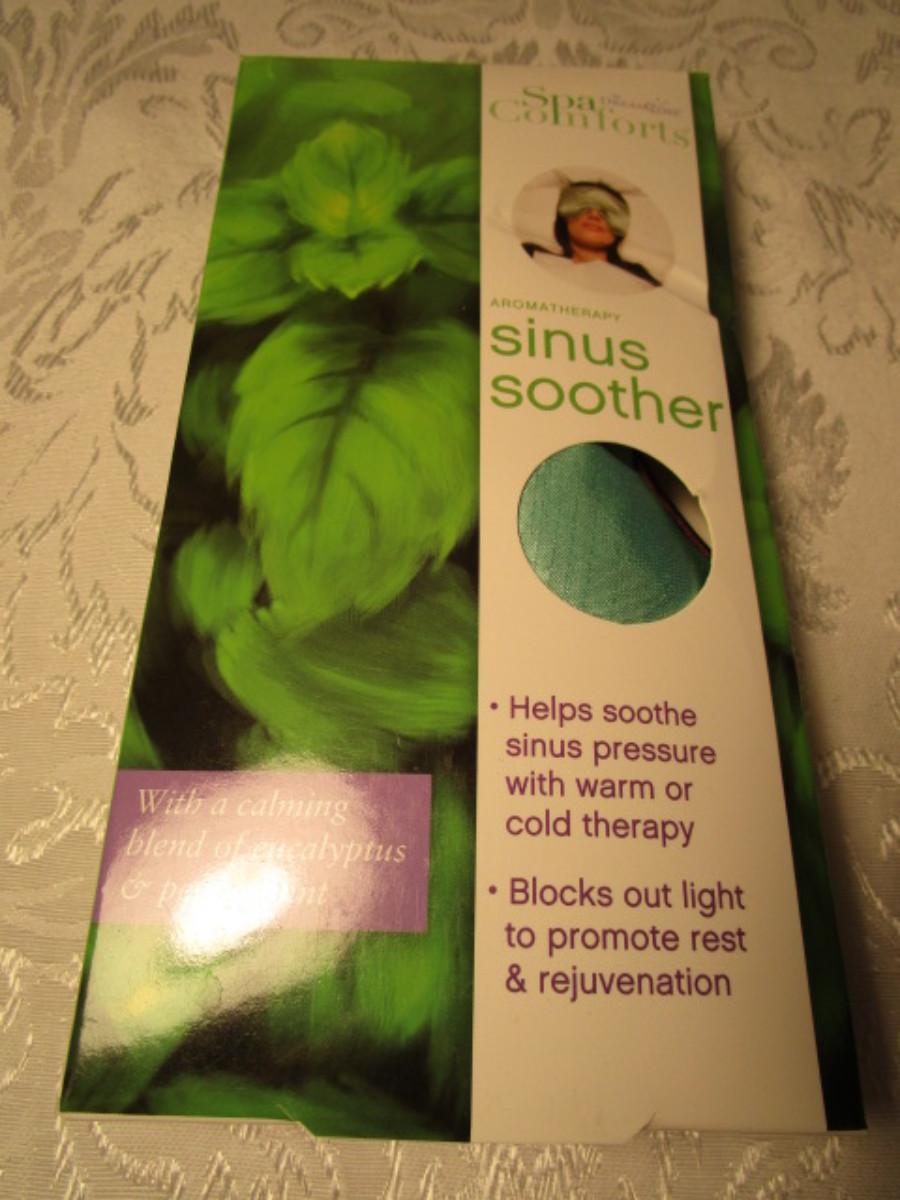 Spa
Comforts
AROMATHERAPY
sinus
soother
• Helps soothe
sinus pressure
with warm or
cold therapy
• Blocks out light
to promote rest
& rejuvenation
With a calming
blend of eucalyptus
&